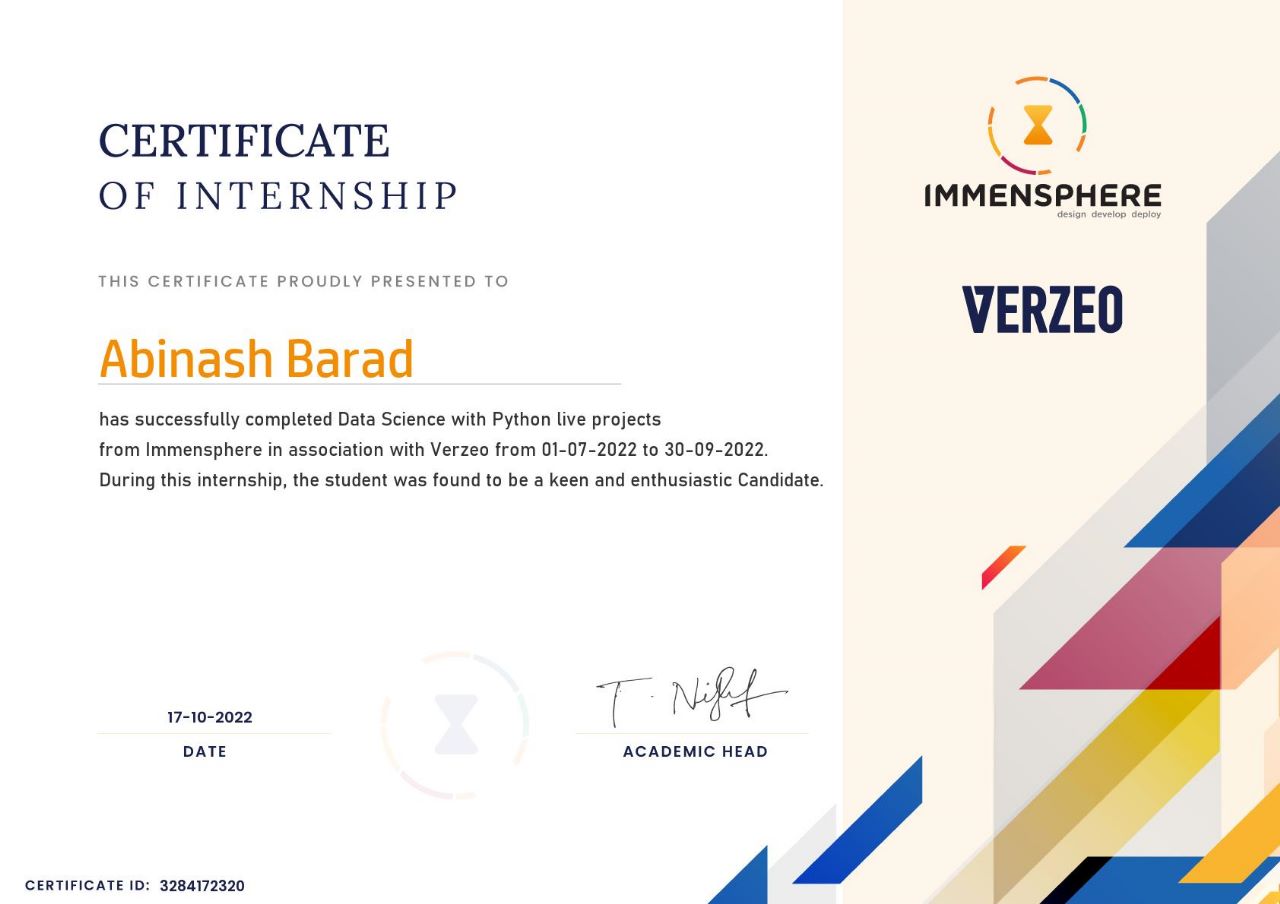 CERTIFICATE
OF INTERNSHIP
THIS CERTIFICATE PROUDLY PRESENTED TO
Abinash Barad
has successfully completed Data Science with Python live projects
from Immensphere in association with Verzeo from 01-07-2022 to 30-09-2022.
During this internship, the student was found to be a keen and enthusiastic Candidate.
17-10-2022
DATE
ACADEMIC HEAD
CERTIFICATE ID: 3284172320
IMMENSPHERE
design develop deploy
VERZEO